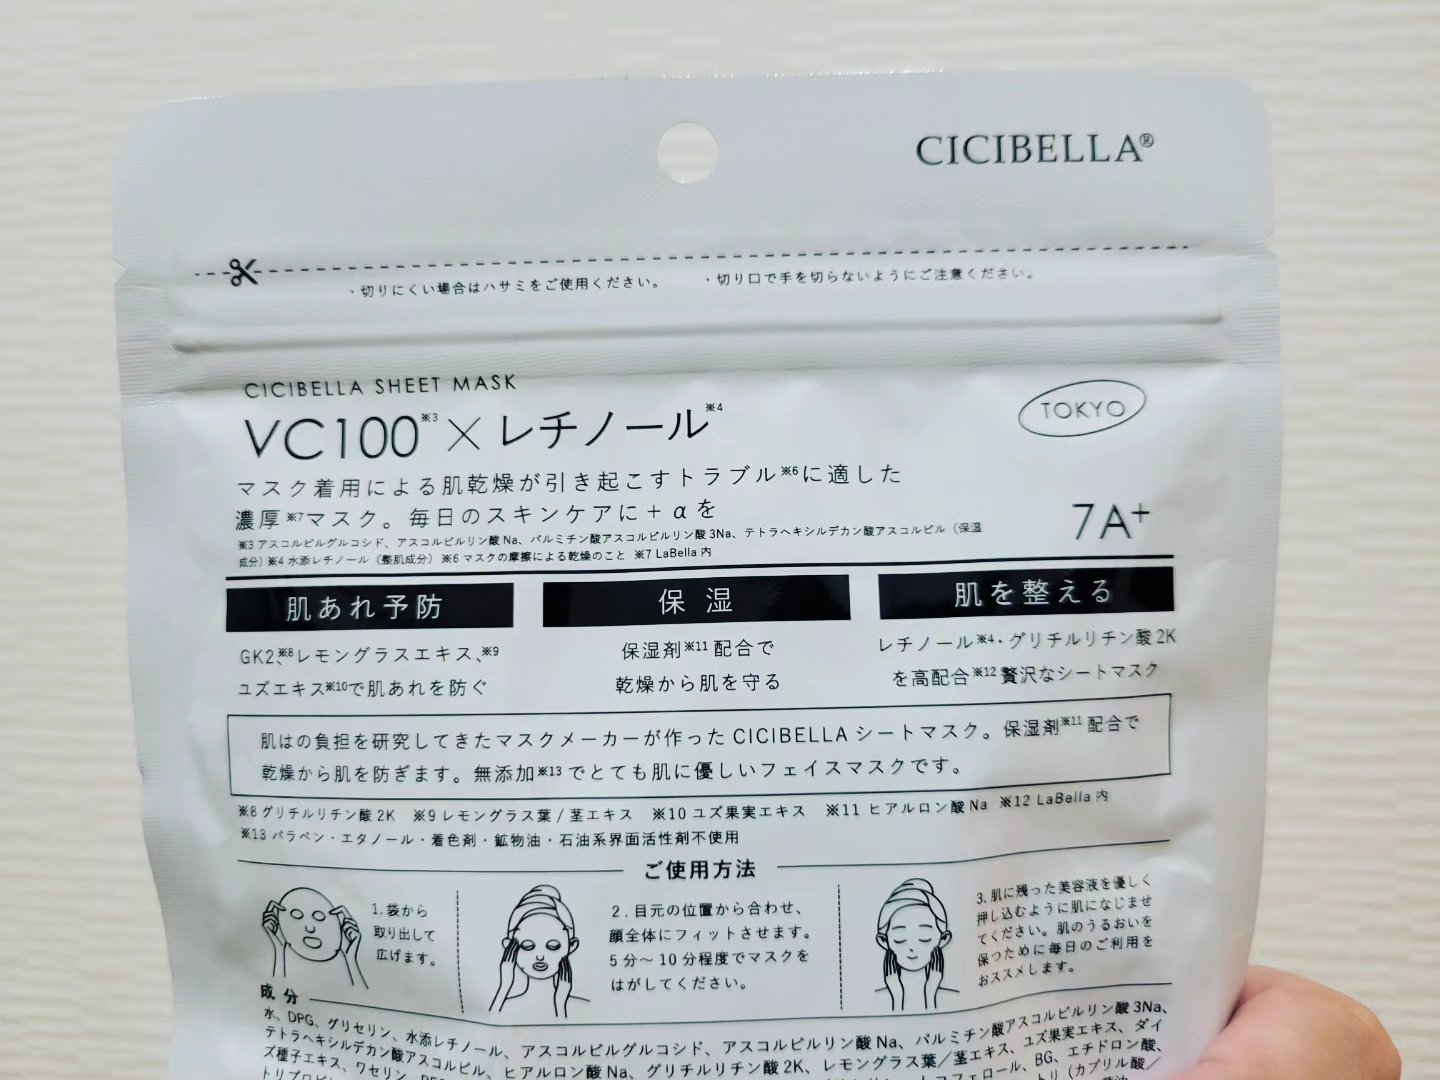 CICIBELLA®
・切りにくい場合はハサミをご使用ください。 ・切り口で手を切らないようにご注意ください。
CICIBELLA SHEET MASK
VC100※3×レチノール※4
TOKYO
マスク着用による肌乾燥が引き起こすトラブル※6に適した
濃厚※7マスク。毎日のスキンケアに+αを
7A+
※3 アスコルビルグルコシド、アスコルビルリン酸Na、パルミチン酸アスコルビルリン酸3Na、テトラヘキシルデカン酸アスコルビル（保湿
成分）※4 水添レチノール（整肌成分）※6 マスクの摩擦による乾燥のこと ※7 LaBella 内
肌あれ予防
GK2※8、レモングラスエキス※9、
ユズエキス※10で肌あれを防ぐ
保湿
保湿剤※11配合で
乾燥から肌を守る
肌を整える
レチノール※4・グリチルリチン酸2K
を高配合※12贅沢なシートマスク
肌はの負担を研究してきたマスクメーカーが作ったCICIBELLAシートマスク。保湿剤※11配合で
乾燥から肌を防ぎます。無添加※13でとても肌に優しいフェイスマスクです。
※8 グリチルリチン酸2K ※9 レモングラス葉/茎エキス ※10 ユズ果実エキス ※11 ヒアルロン酸Na ※12 LaBella 内
※13 パラベン・エタノール・着色剤・鉱物油・石油系界面活性剤不使用
ご使用方法
1.袋から
取り出して
広げます。
2.目元の位置から合わせ、
顔全体にフィットさせます。
5分～10分程度でマスクを
はがしてください。
3.肌に残った美容液を優しく
押し込むように肌になじませ
てください。肌のうるおいを
保つために毎日のご利用を
おススメします。
成分
水、DPG、グリセリン、水添レチノール、アスコルビルグルコシド、アスコルビルリン酸Na、パルミチン酸アスコルビルリン酸3Na、
テトラヘキシルデカン酸アスコルビル、ヒアルロン酸Na、グリチルリチン酸2K、レモングラス葉/茎エキス、ユズ果実エキス、ダイ
ズ種子エキス、ワセリン、トコフェロール、BG、エチドロン酸、
トリ（カプリル酸/